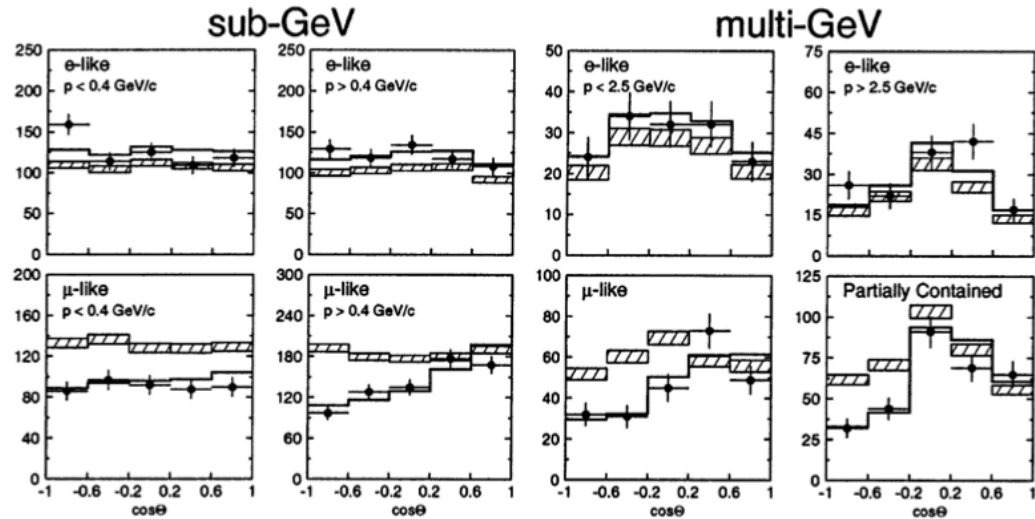 sub-GeV
multi-GeV
250
200
150
100
50
0
e-like
p < 0.4 GeV/c
250
200
150
100
50
0
e-like
p > 0.4 GeV/c
50
40
30
20
10
0
e-like
p < 2.5 GeV/c
75
60
45
30
15
0
e-like
p > 2.5 GeV/c
200
160
120
80
40
0
μ-like
p < 0.4 GeV/c
-1 -0.6 -0.2 0.2 0.6 1
cosΘ
300
240
180
120
60
0
μ-like
p > 0.4 GeV/c
-1 -0.6 -0.2 0.2 0.6 1
cosΘ
100
80
60
40
20
0
μ-like
-1 -0.6 -0.2 0.2 0.6 1
cosΘ
125
100
75
50
25
0
Partially Contained
-1 -0.6 -0.2 0.2 0.6 1
cosΘ